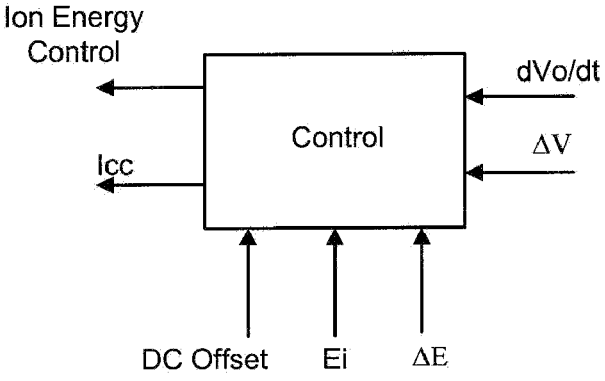 Ion Energy
Control
dVo/dt
Control
ΔV
Icc
DC Offset
Ei
ΔE